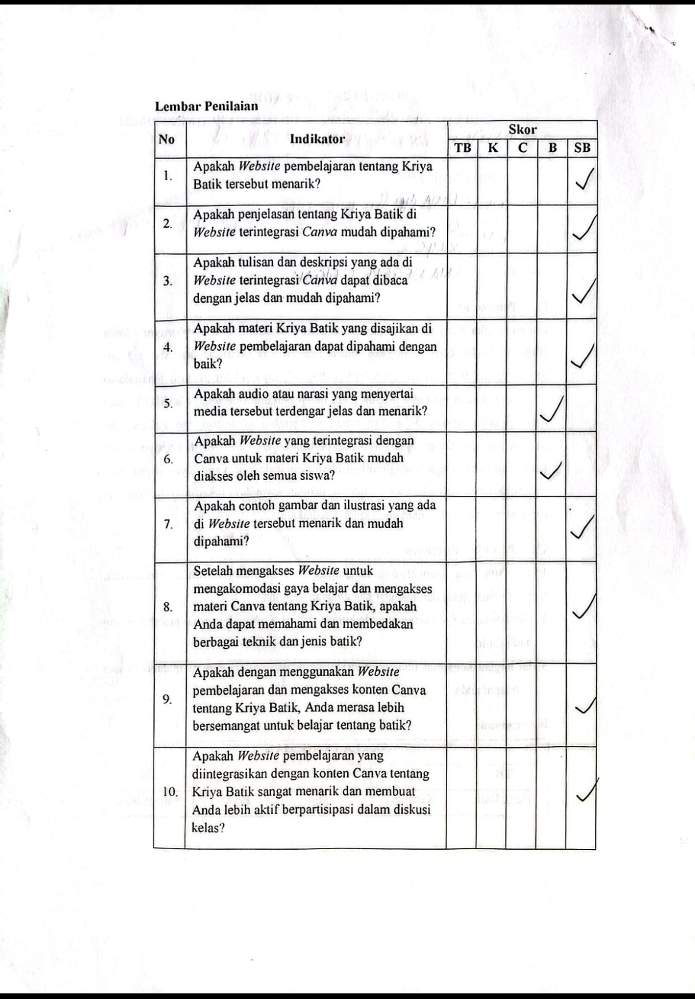 Lembar Penilaian
No Indikator Skor
TB K C B SB
1. Apakah Website pembelajaran tentang Kriya
Batik tersebut menarik? ✓
2. Apakah penjelasan tentang Kriya Batik di
Website terintegrasi Canva mudah dipahami? ✓
3. Apakah tulisan dan deskripsi yang ada di
Website terintegrasi Canva dapat dibaca
dengan jelas dan mudah dipahami? ✓
4. Apakah materi Kriya Batik yang disajikan di
Website pembelajaran dapat dipahami dengan
baik? ✓
5. Apakah audio atau narasi yang menyertai
media tersebut terdengar jelas dan menarik? ✓
6. Apakah Website yang terintegrasi dengan
Canva untuk materi Kriya Batik mudah
diakses oleh semua siswa? ✓
7. Apakah contoh gambar dan ilustrasi yang ada
di Website tersebut menarik dan mudah
dipahami? ✓
8. Setelah mengakses Website untuk
mengakomodasi gaya belajar dan mengakses
materi Canva tentang Kriya Batik, apakah
Anda dapat memahami dan membedakan
berbagai teknik dan jenis batik? ✓
9. Apakah dengan menggunakan Website
pembelajaran dan mengakses konten Canva
tentang Kriya Batik, Anda merasa lebih
bersemangat untuk belajar tentang batik? ✓
10. Apakah Website pembelajaran yang
diintegrasikan dengan konten Canva tentang
Kriya Batik sangat menarik dan membuat
Anda lebih aktif berpartisipasi dalam diskusi
kelas? ✓